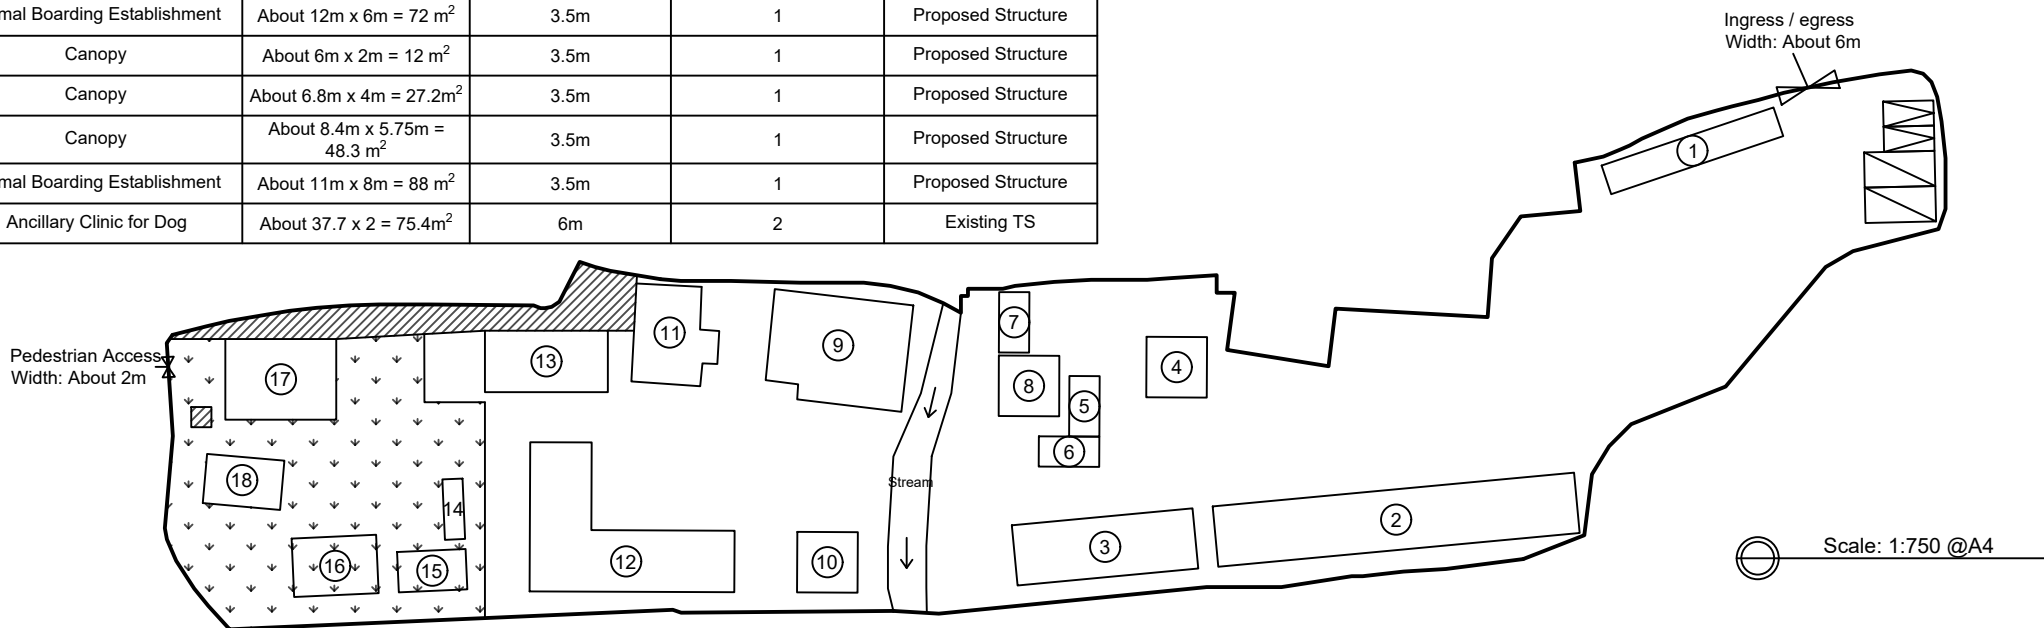 mal Boarding Establishment About 12m x 6m = 72 m² 3.5m 1 Proposed Structure
Canopy About 6m x 2m = 12 m² 3.5m 1 Proposed Structure
Canopy About 6.8m x 4m = 27.2m² 3.5m 1 Proposed Structure
Canopy About 8.4m x 5.75m =
48.3 m² 3.5m 1 Proposed Structure
mal Boarding Establishment About 11m x 8m = 88 m² 3.5m 1 Proposed Structure
Ancillary Clinic for Dog About 37.7 x 2 = 75.4m² 6m 2 Existing TS
Ingress / egress
Width: About 6m
1
Pedestrian Access
Width: About 2m
17
13
11
9
7
8
5
6
4
18
14
16
15
12
10
Stream
3
2
Scale: 1:750 @A4